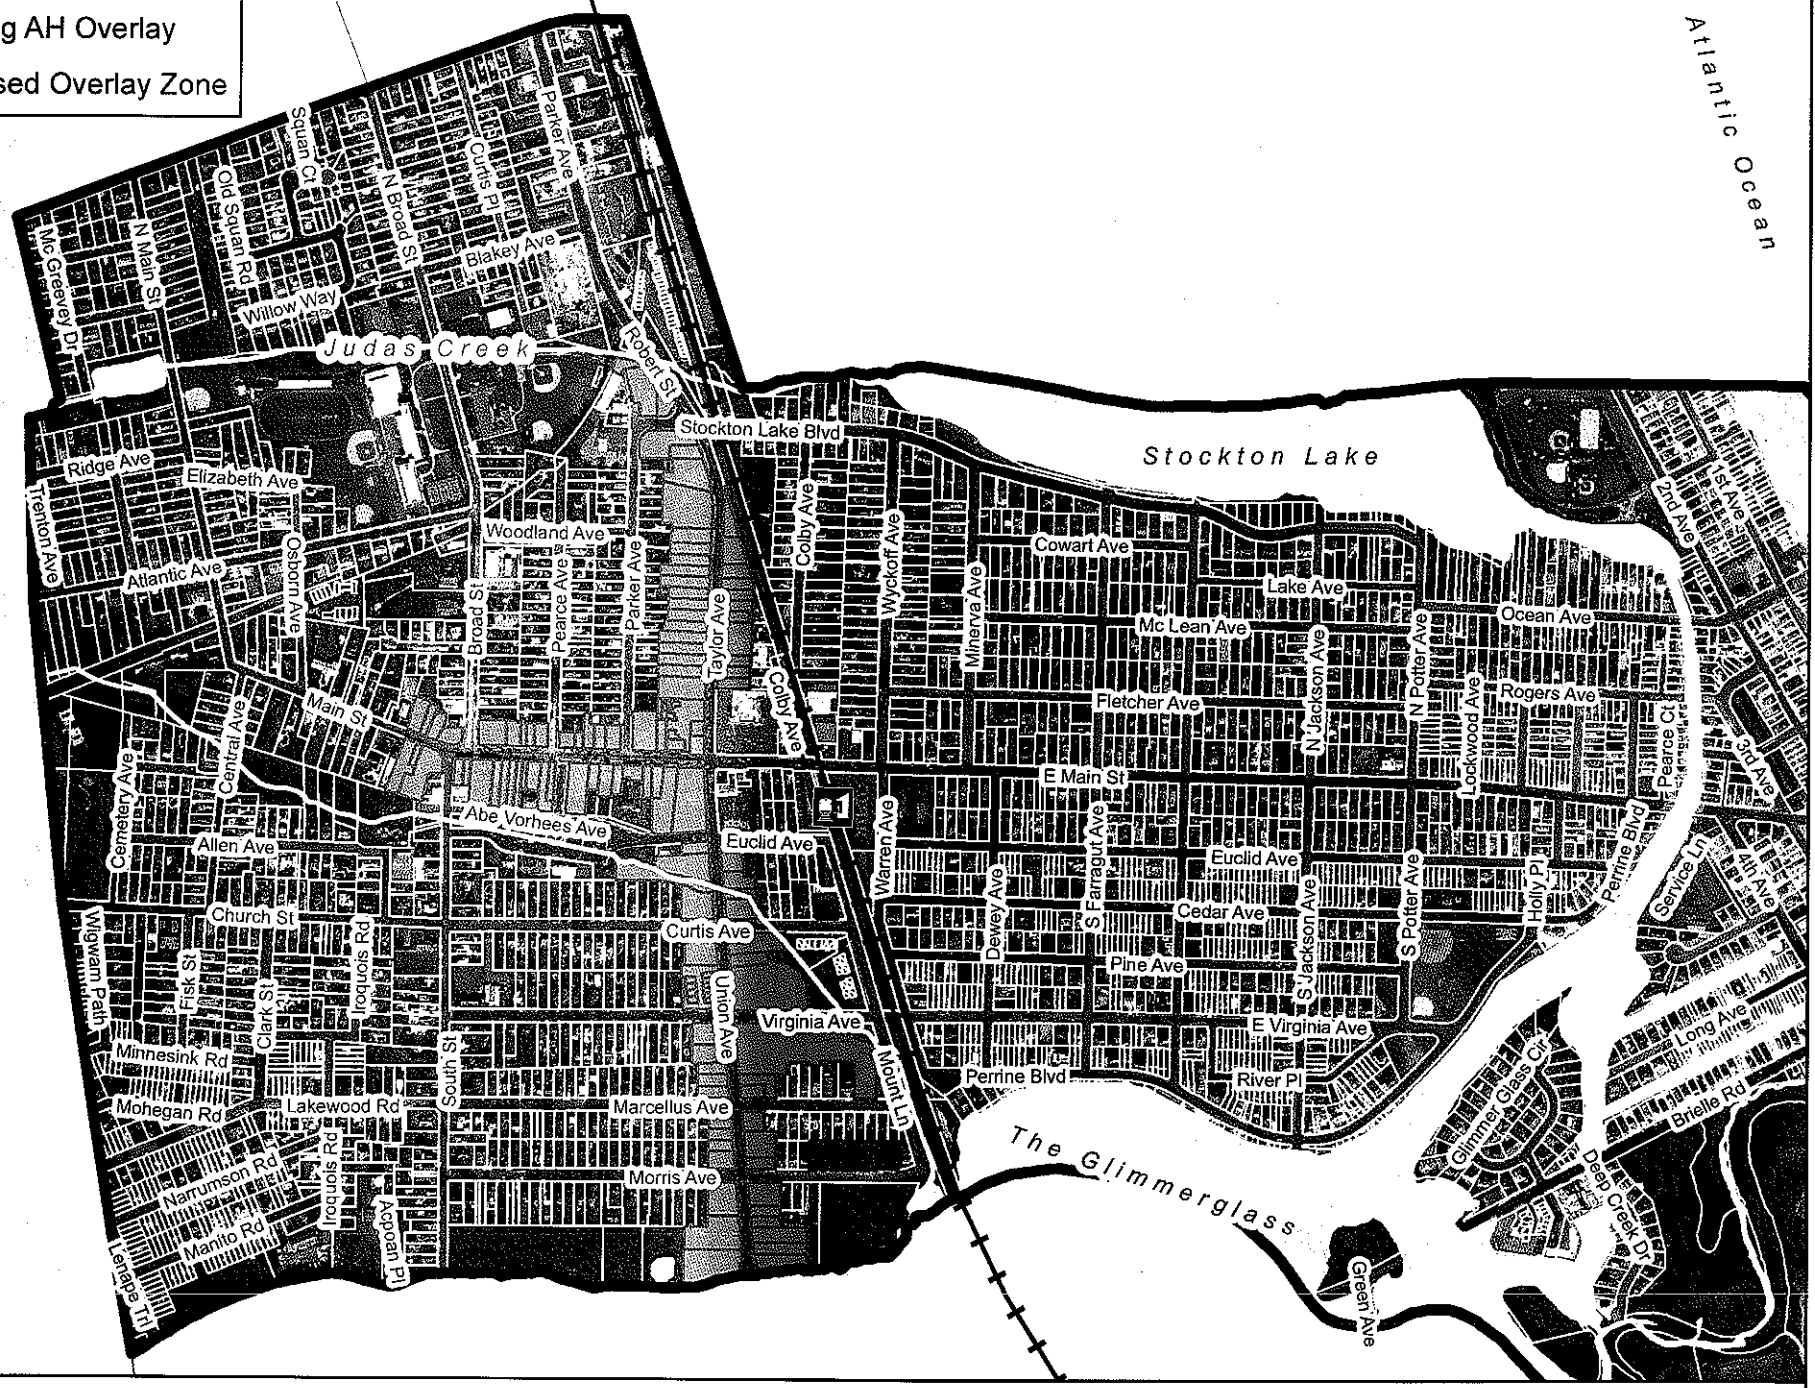 g AH Overlay
sed Overlay Zone
Atlantic Ocean
Squan Ct
Parker Ave
Curtis Pl
N Broad St
Old Squan Rd
N Main St
Mc Greevey Dr
Blakey Ave
Willow Way
Judas Creek
Robert St
Stockton Lake Blvd
Stockton Lake
Ridge Ave
Elizabeth Ave
Trenton Ave
Atlantic Ave
Osborn Ave
Woodland Ave
Broad St
Pearce Ave
Parker Ave
Taylor Ave
Colby Ave
Wyckoff Ave
Minerva Ave
Cowart Ave
Lake Ave
Mc Lean Ave
N Jackson Ave
N Potter Ave
Ocean Ave
2nd Ave
1st Ave
Rogers Ave
Lockwood Ave
Pearce Ct
3rd Ave
Fletcher Ave
Main St
Colby Ave
Central Ave
Cemetery Ave
E Main St
Abe Vorhees Ave
Allen Ave
Euclid Ave
Warren Ave
S Farragut Ave
Euclid Ave
Perrine Blvd
Holly Pl
Service Ln
4th Ave
Church St
Curtis Ave
Dewey Ave
Cedar Ave
S Jackson Ave
S Potter Ave
Pine Ave
Wigwam Path
Fisk St
Clark St
Iroquois Rd
Union Ave
Virginia Ave
E Virginia Ave
Minnesink Rd
South St
Mount Ln
Perrine Blvd
River Pl
Glimmer Glass Cir
Long Ave
Brielle Rd
Mohegan Rd
Lakewood Rd
Marcellus Ave
The Glimmerglass
Narrumson Rd
Iroquois Rd
Morris Ave
Deep Creek Dr
Manito Rd
Appoan Pl
Lenape Trl
Green Ave